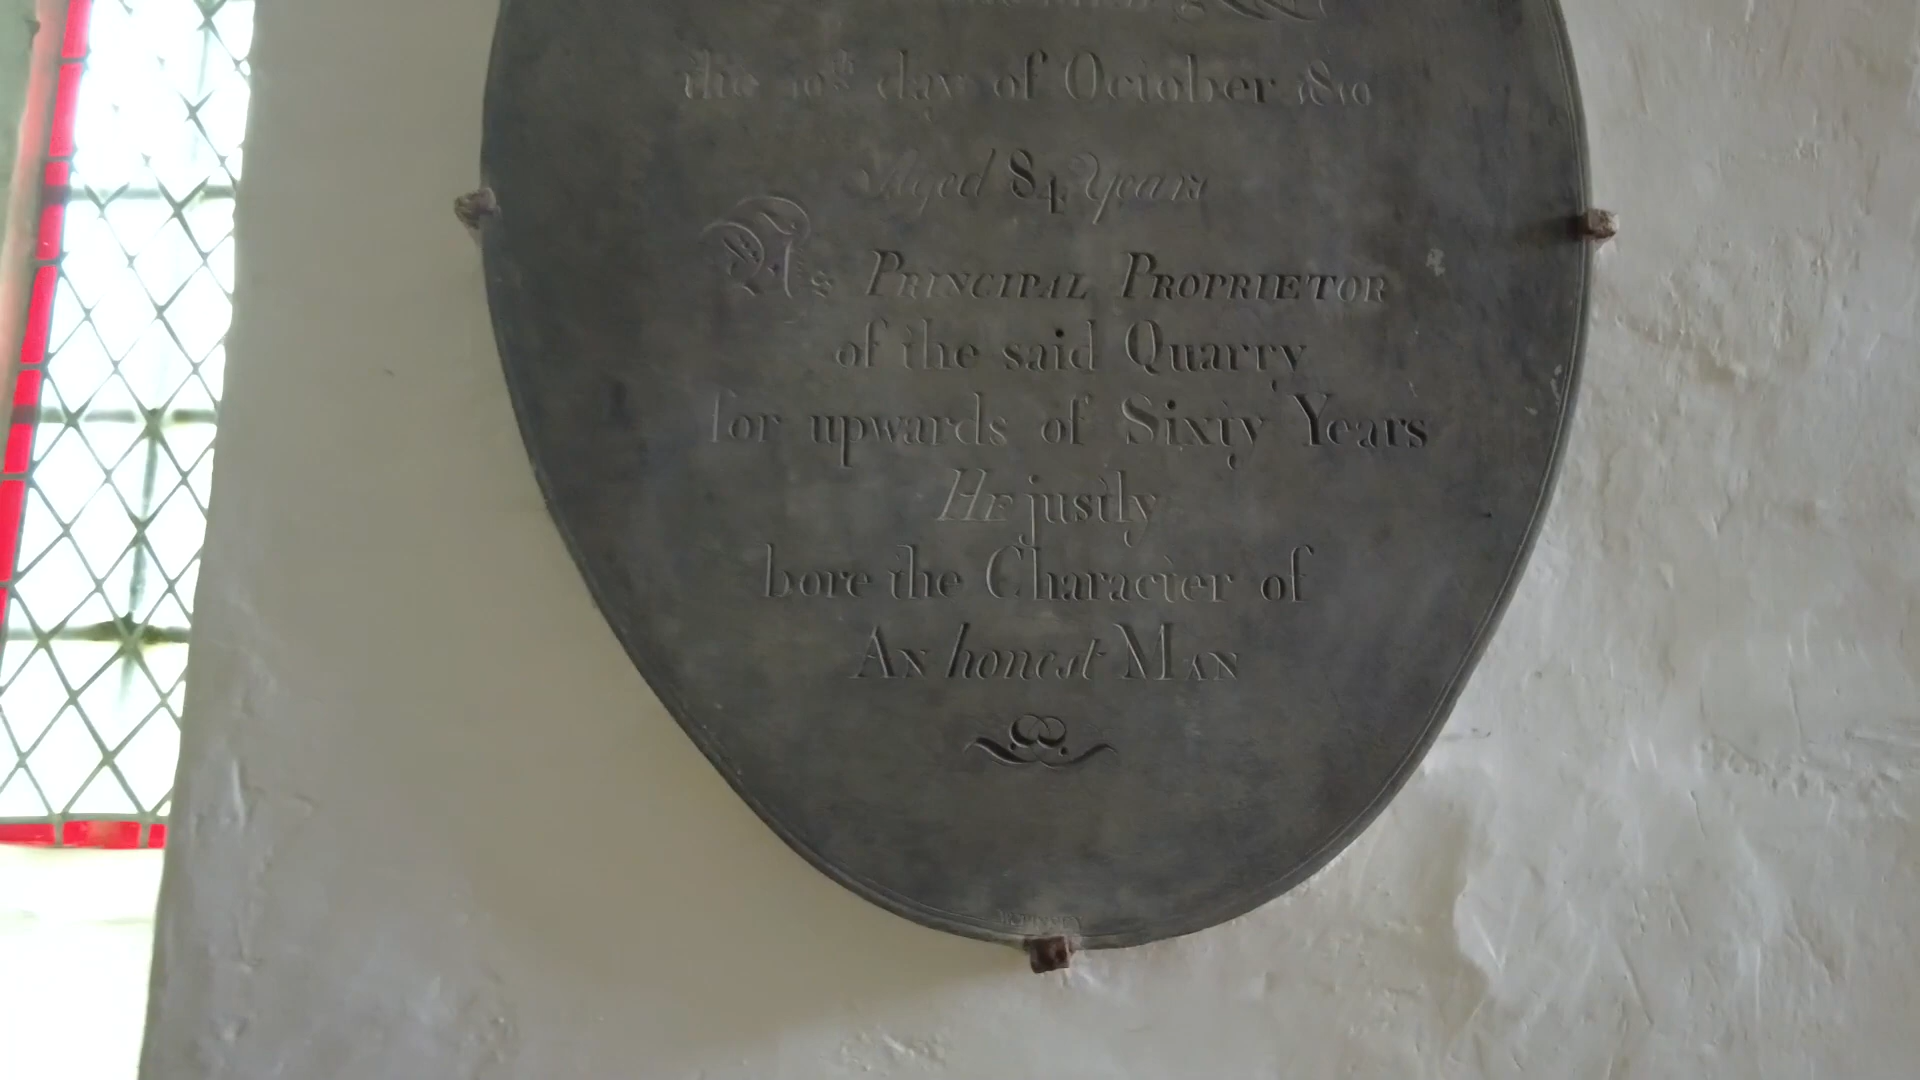 the 10th day of October 1810
Aged 84 Years
As PRINCIPAL PROPRIETOR
of the said Quarry
for upwards of Sixty Years
HE justly
bore the Character of
AN honest MAN